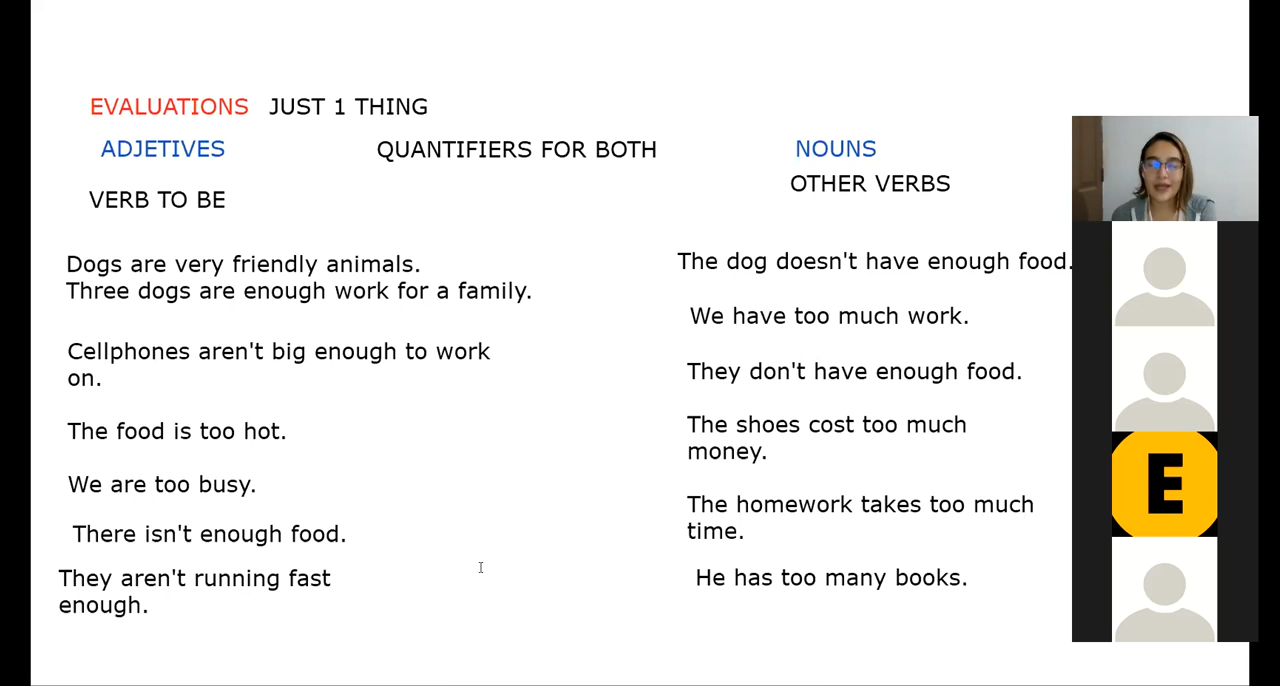 EVALUATIONS JUST 1 THING
ADJETIVES QUANTIFIERS FOR BOTH NOUNS
VERB TO BE OTHER VERBS
Dogs are very friendly animals.
Three dogs are enough work for a family.
Cellphones aren't big enough to work
on.
The food is too hot.
We are too busy.
There isn't enough food.
They aren't running fast
enough.
The dog doesn't have enough food.
We have too much work.
They don't have enough food.
The shoes cost too much
money.
The homework takes too much
time.
He has too many books.
E